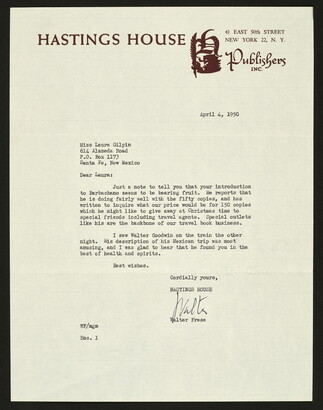 HASTINGS HOUSE
41 EAST 50th STREET
NEW YORK 22, N. Y.
Publishers
INC.
April 4, 1950
Miss Laura Gilpin
614 Alameda Road
P.O. Box 1173
Santa Fe, New Mexico
Dear Laura:
Just a note to tell you that your introduction
to Barbachano seems to be bearing fruit. He reports that
he is doing fairly well with the fifty copies, and has
written to inquire what our price would be for 150 copies
which he might like to give away at Christmas time to
special friends including travel agents. Special outlets
like his are the backbone of our travel book business.
I saw Walter Goodwin on the train the other
night. His description of his Mexican trip was most
amusing, and I was glad to hear that he found you in the
best of health and spirits.
Best wishes.
Cordially yours,
HASTINGS HOUSE
Walter
Walter Frese
WF/mgm
Enc. 1